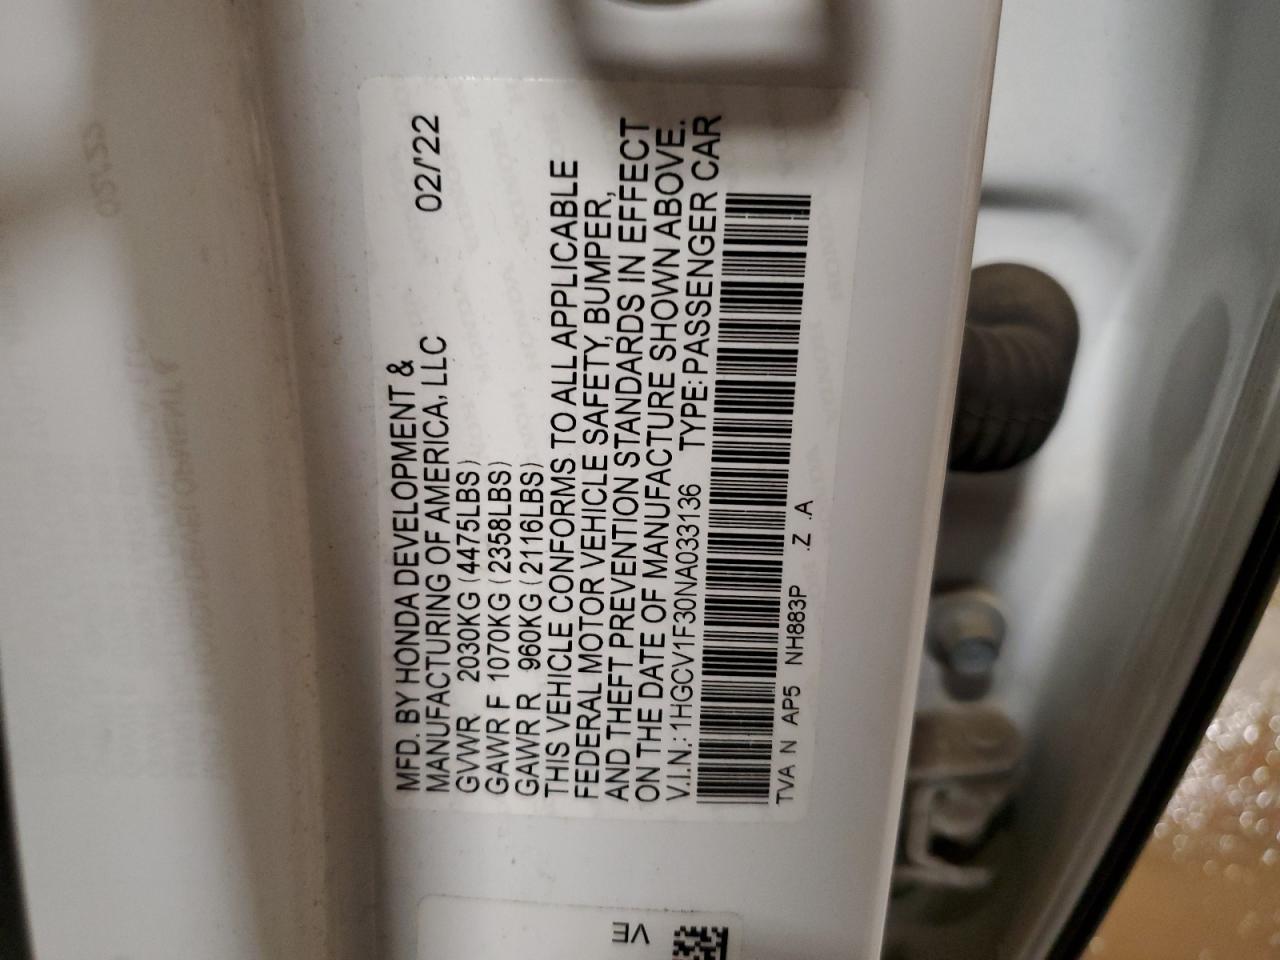 MFD. BY HONDA DEVELOPMENT & 02/'22
MANUFACTURING OF AMERICA, LLC
GVWR 2030KG (4475LBS)
GAWR F 1070KG (2358LBS)
GAWR R 960KG (2116LBS)
THIS VEHICLE CONFORMS TO ALL APPLICABLE
FEDERAL MOTOR VEHICLE SAFETY, BUMPER,
AND THEFT PREVENTION STANDARDS IN EFFECT
ON THE DATE OF MANUFACTURE SHOWN ABOVE.
V.I.N.: 1HGCV1F30NA033136 TYPE: PASSENGER CAR
TVA N AP5 NH883P .Z .A
VE